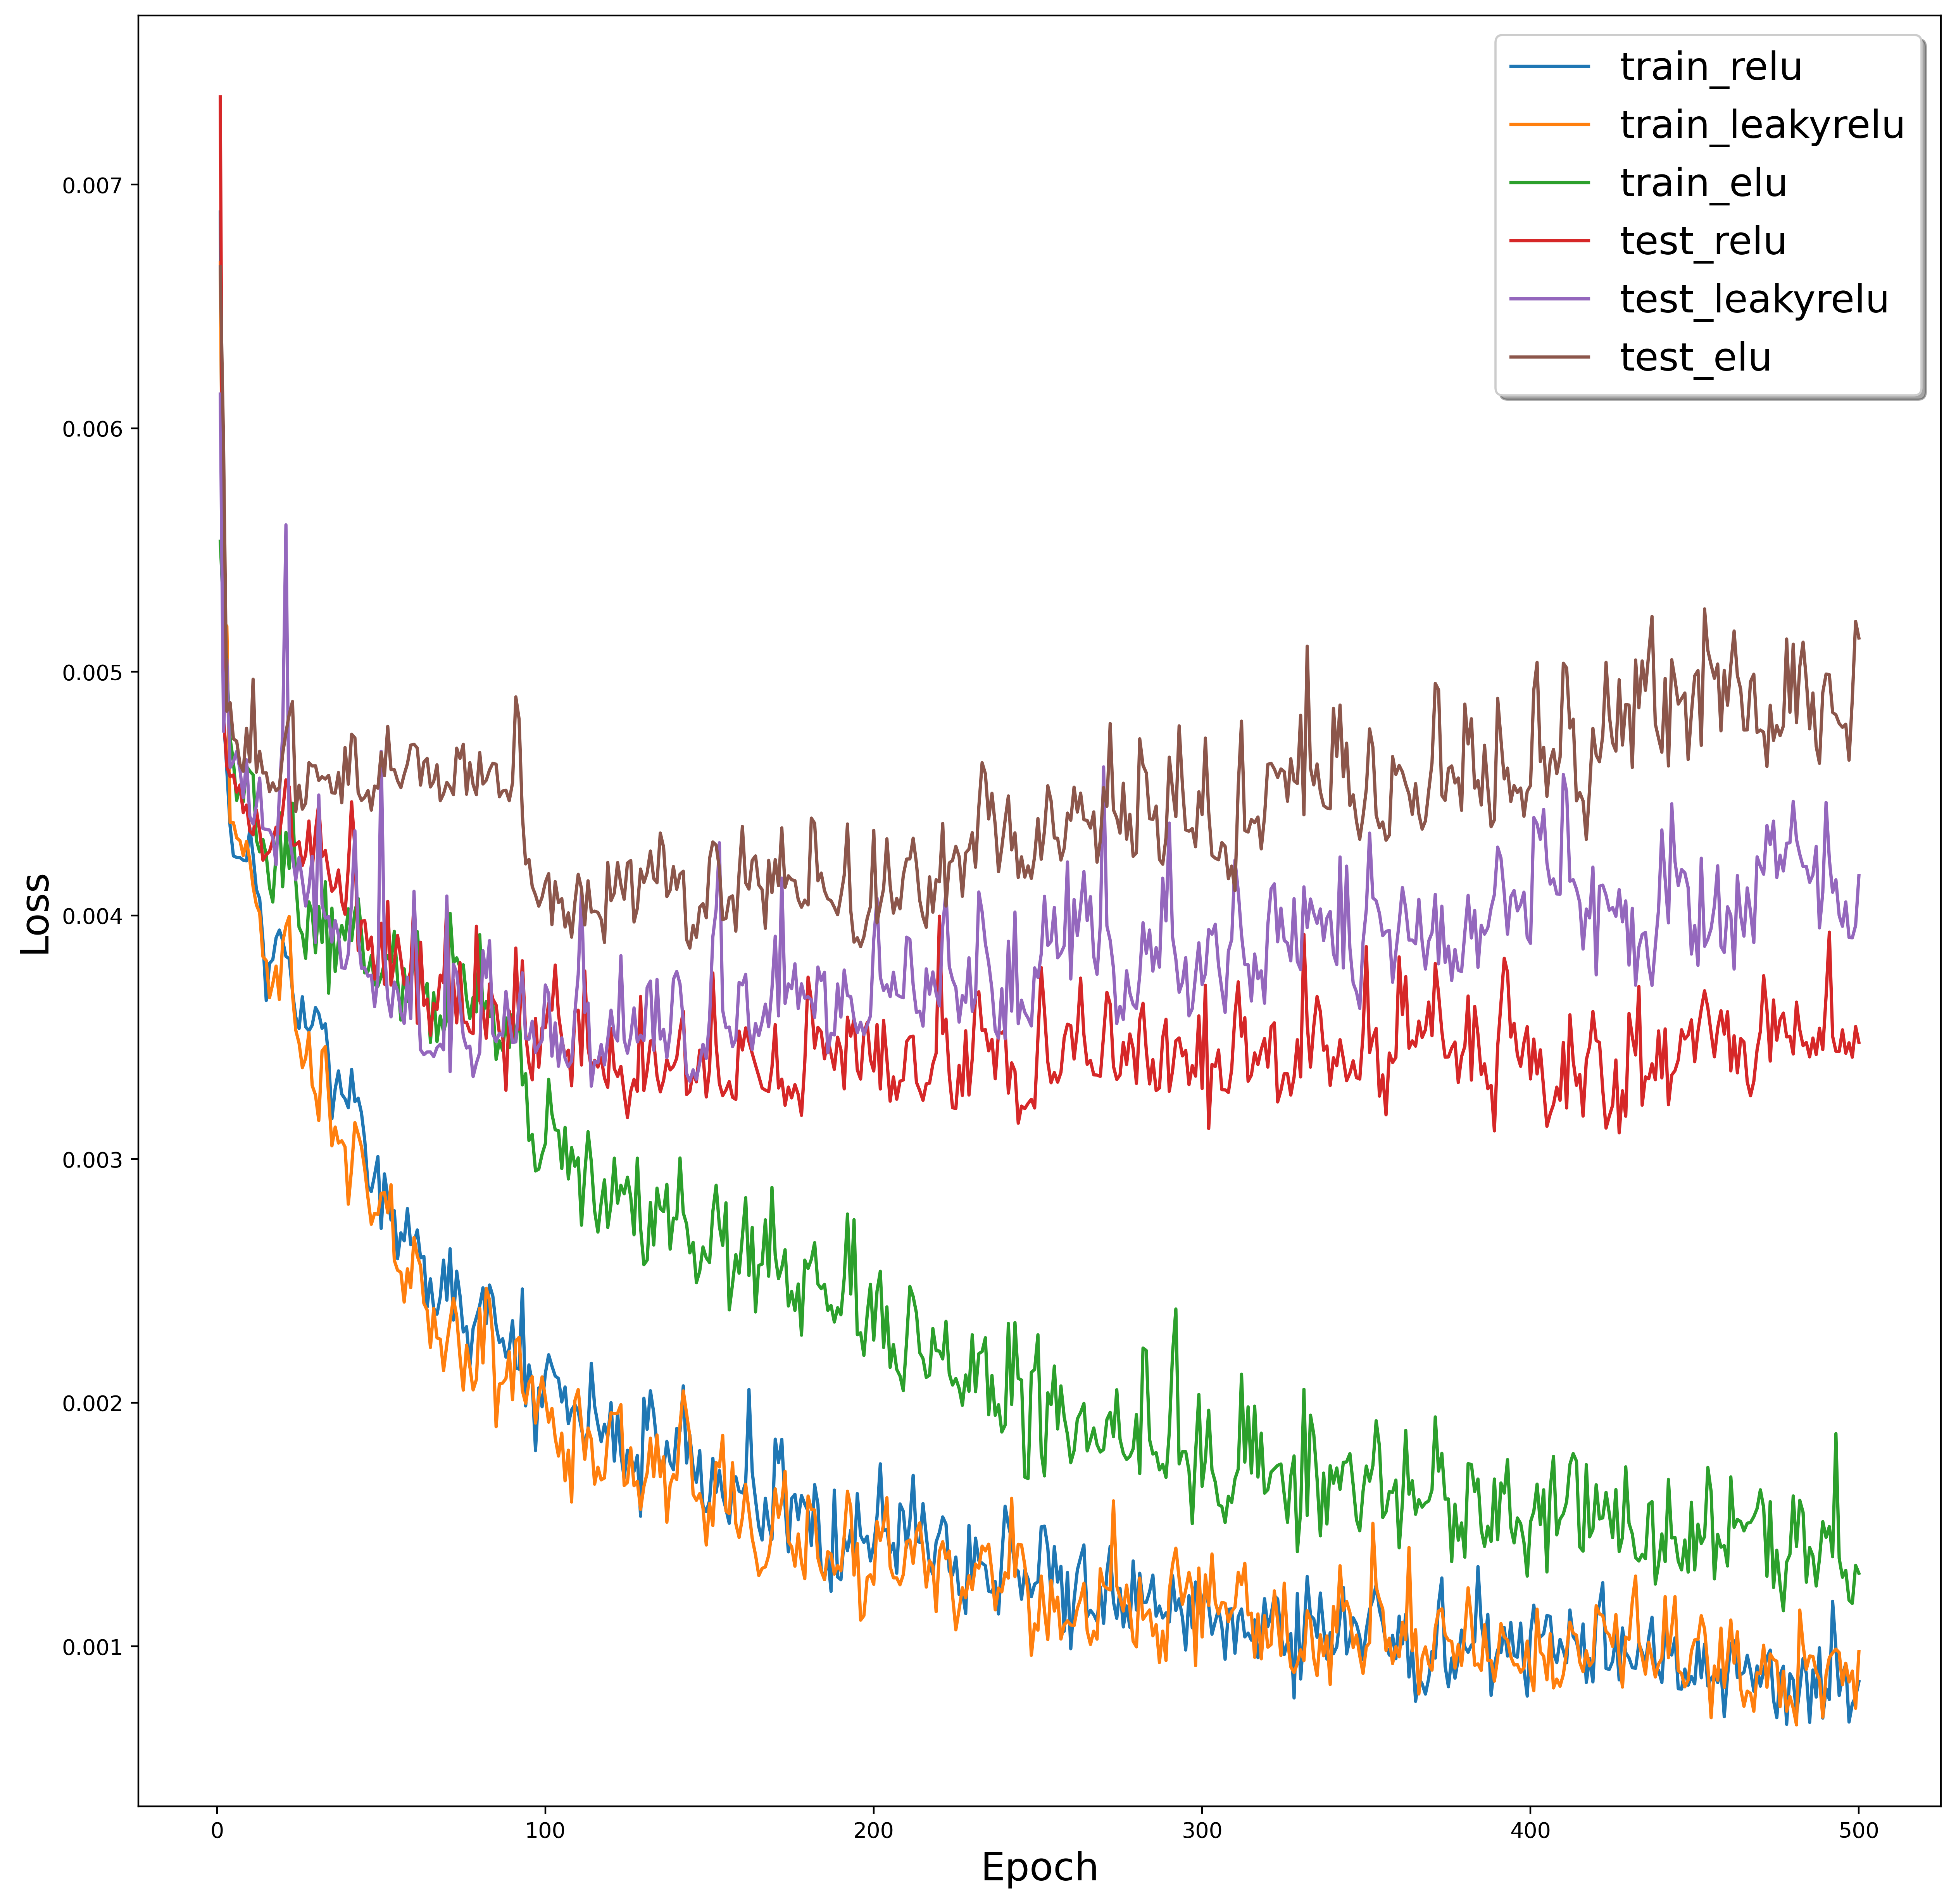 train_relu
train_leakyrelu
train_elu
test_relu
test_leakyrelu
test_elu
0.007
0.006
0.005
0.004
0.003
0.002
0.001
Loss
0 100 200 300 400 500
Epoch